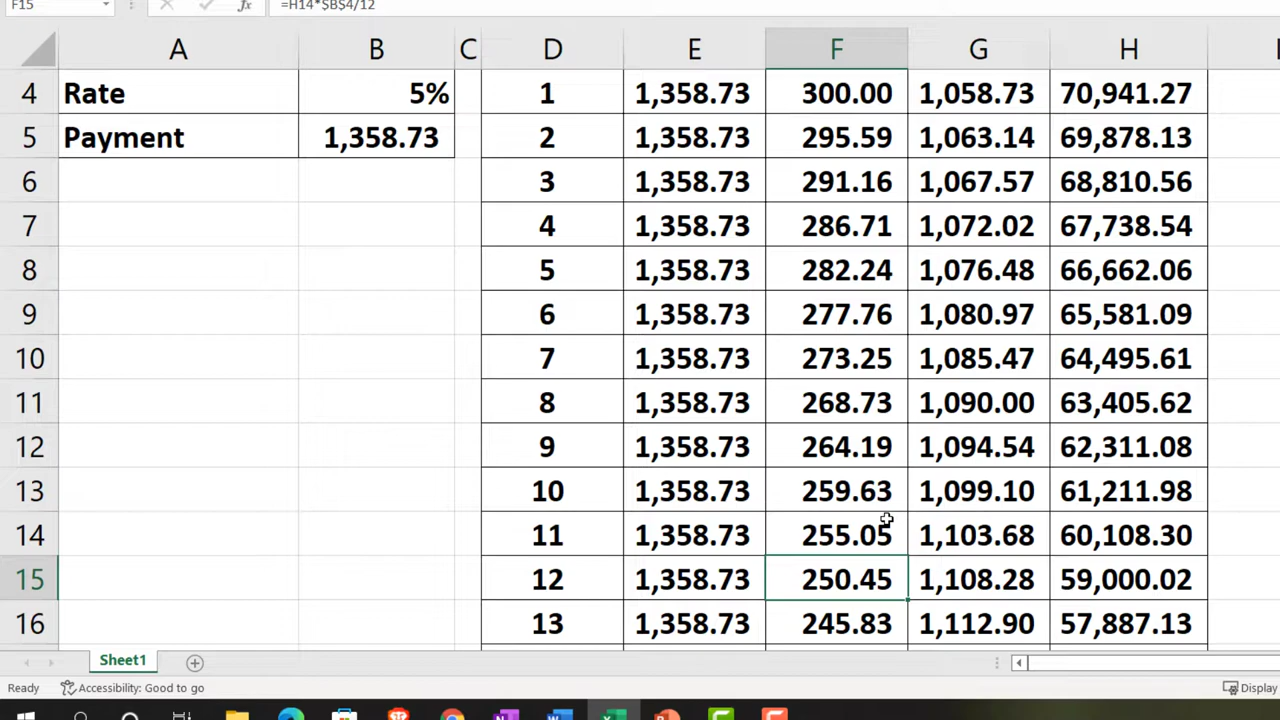 F15 fx =H14*$B$4/12
A B C D E F G H
4 Rate 5% 1 1,358.73 300.00 1,058.73 70,941.27
5 Payment 1,358.73 2 1,358.73 295.59 1,063.14 69,878.13
6 3 1,358.73 291.16 1,067.57 68,810.56
7 4 1,358.73 286.71 1,072.02 67,738.54
8 5 1,358.73 282.24 1,076.48 66,662.06
9 6 1,358.73 277.76 1,080.97 65,581.09
10 7 1,358.73 273.25 1,085.47 64,495.61
11 8 1,358.73 268.73 1,090.00 63,405.62
12 9 1,358.73 264.19 1,094.54 62,311.08
13 10 1,358.73 259.63 1,099.10 61,211.98
14 11 1,358.73 255.05 1,103.68 60,108.30
15 12 1,358.73 250.45 1,108.28 59,000.02
16 13 1,358.73 245.83 1,112.90 57,887.13
Sheet1
Ready Accessibility: Good to go Display